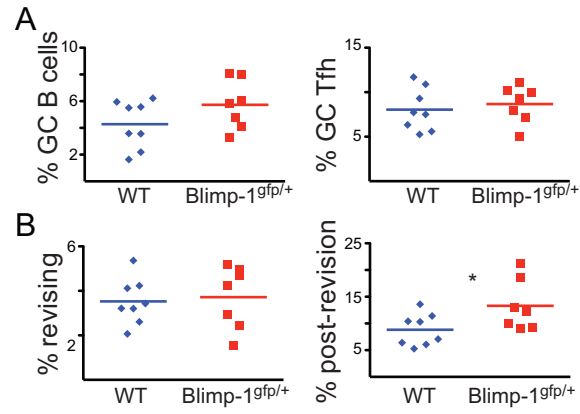 A
% GC B cells
10
6
2
WT Blimp-1gfp/+
% GC Tfh
15
5
WT Blimp-1gfp/+
B
% revising
6
2
WT Blimp-1gfp/+
% post-revision
25
15
5
*
WT Blimp-1gfp/+